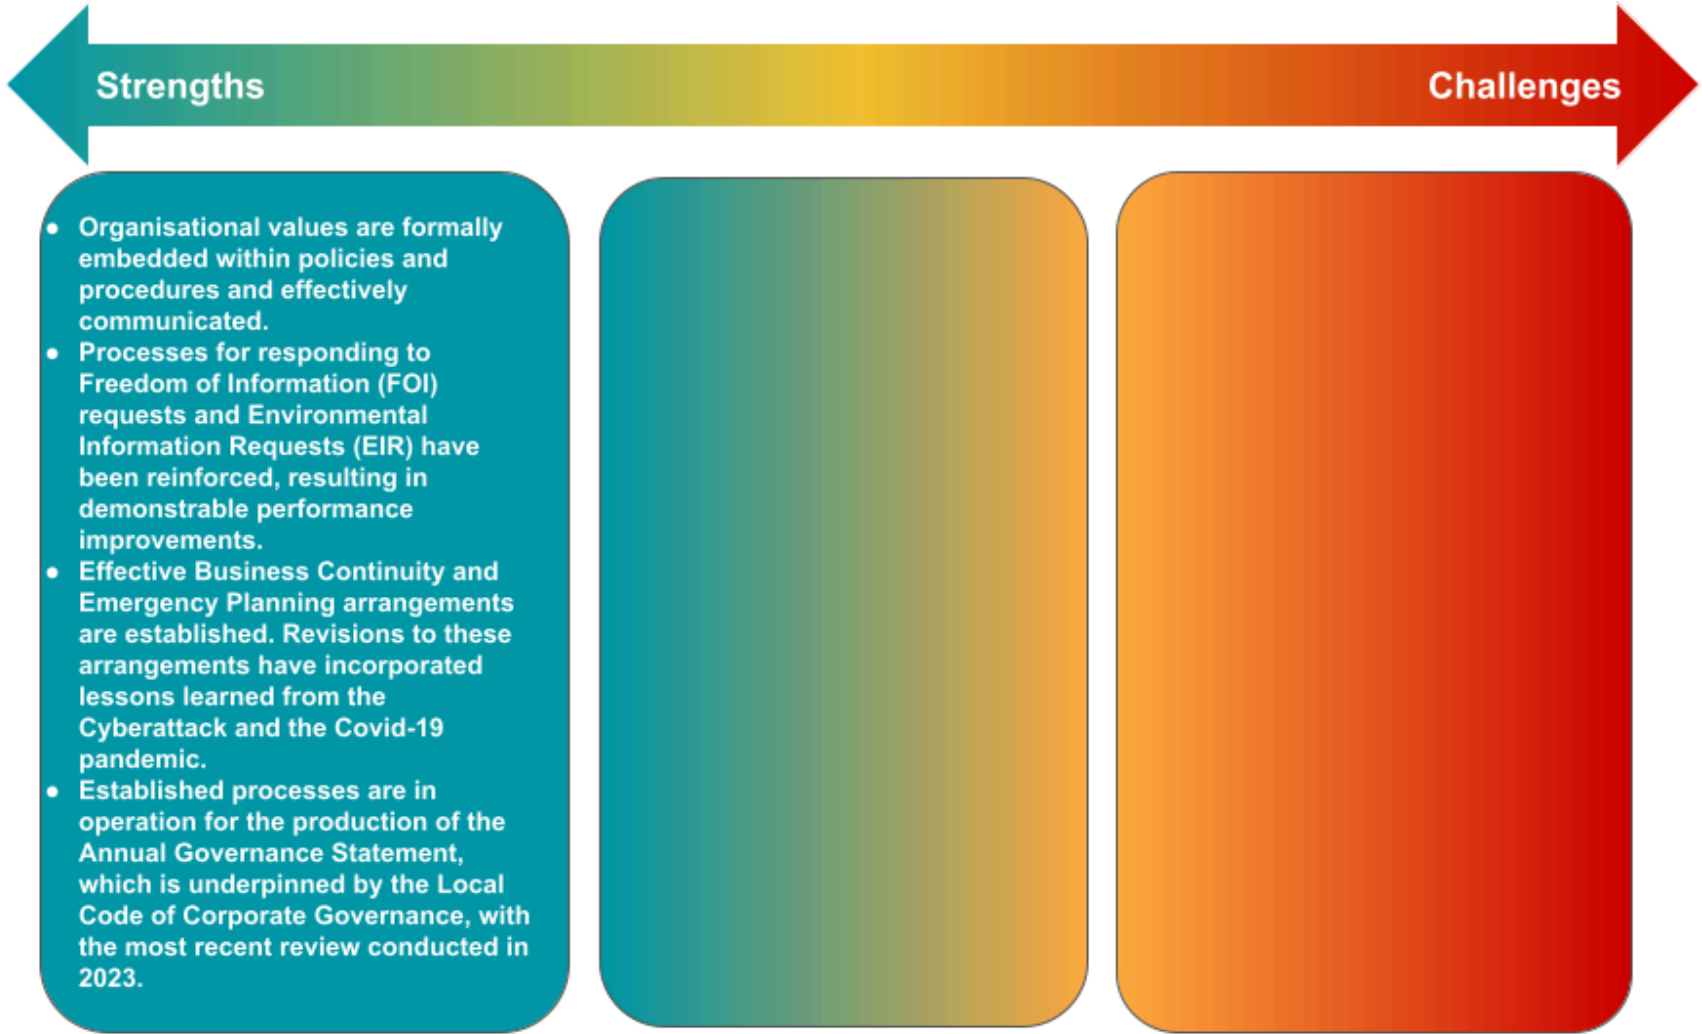 Strengths
Challenges
● Organisational values are formally
embedded within policies and
procedures and effectively
communicated.
● Processes for responding to
Freedom of Information (FOI)
requests and Environmental
Information Requests (EIR) have
been reinforced, resulting in
demonstrable performance
improvements.
● Effective Business Continuity and
Emergency Planning arrangements
are established. Revisions to these
arrangements have incorporated
lessons learned from the
Cyberattack and the Covid-19
pandemic.
● Established processes are in
operation for the production of the
Annual Governance Statement,
which is underpinned by the Local
Code of Corporate Governance, with
the most recent review conducted in
2023.